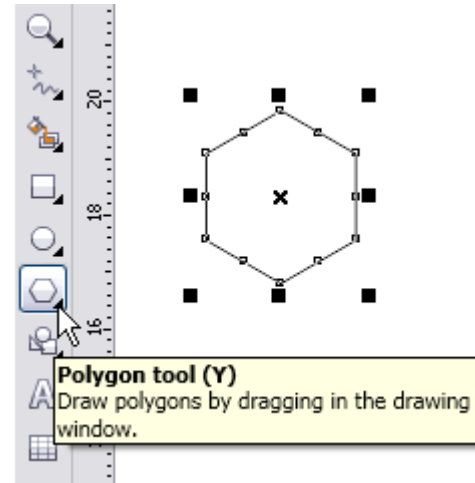 20
18
16
Polygon tool (Y)
Draw polygons by dragging in the drawing
window.